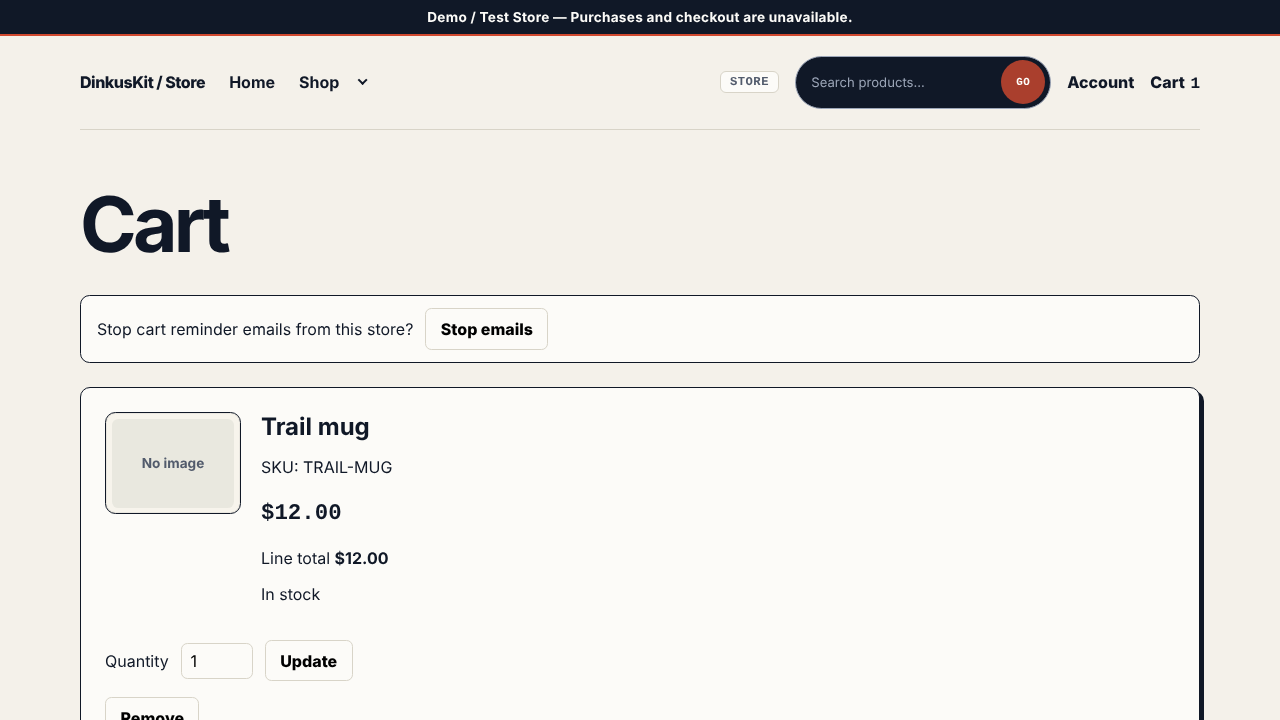 Demo / Test Store — Purchases and checkout are unavailable.
DinkusKit / Store Home Shop STORE Search products... GO Account Cart 1
Cart
Stop cart reminder emails from this store? Stop emails
No image
Trail mug
SKU: TRAIL-MUG
$12.00
Line total $12.00
In stock
Quantity 1 Update
Remove